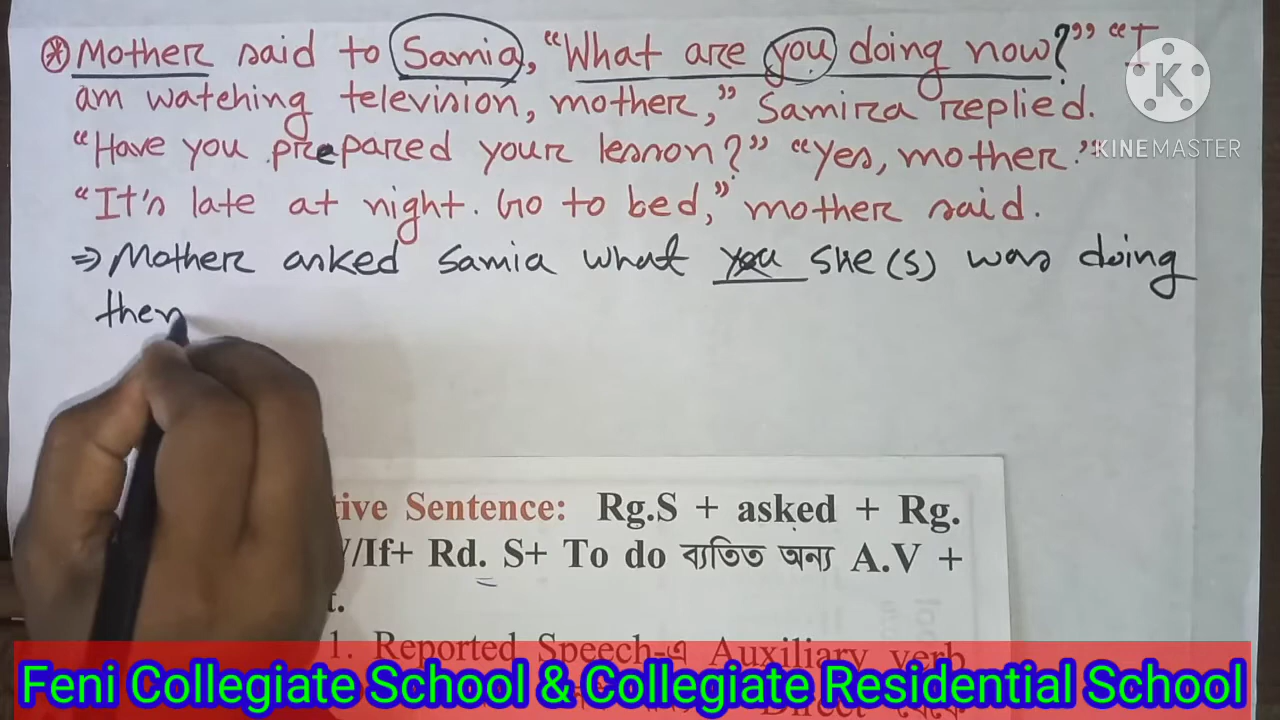 * Mother said to Samia, "What are you doing now?" "I
am watching television, mother," Samira replied.
"Have you prepared your lesson?" "Yes, mother."
"It's late at night. Go to bed," mother said.
⇒ Mother asked Samia what you she (s) was doing
then
K
KINEMASTER
tive Sentence: Rg.S + asked + Rg.
/If+ Rd. S+ To do ব্যতিত অন্য A.V +
t.
1. Reported Speech-এ Auxiliary verb
Feni Collegiate School & Collegiate Residential School